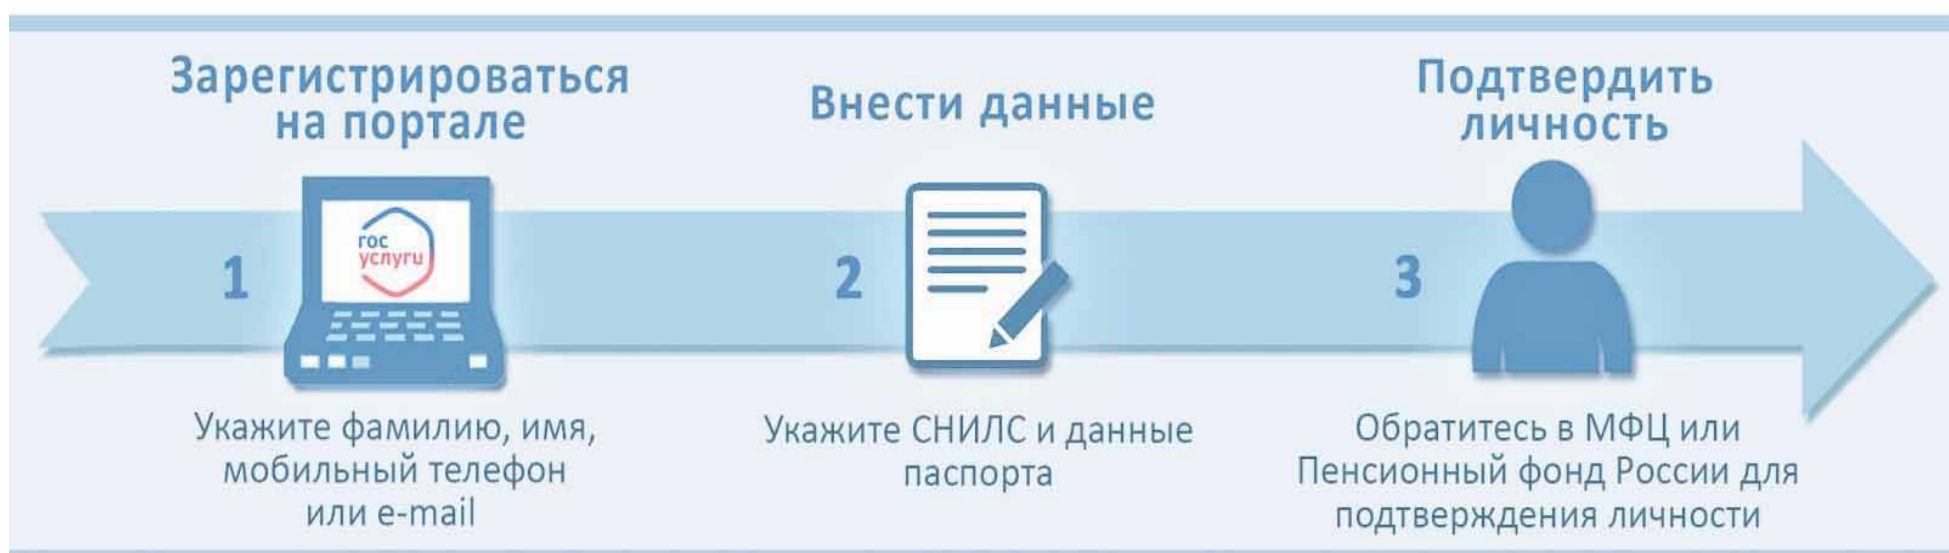 Зарегистрироваться
на портале
Внести данные
Подтвердить
личность
1
гос
услуги
2
3
Укажите фамилию, имя,
мобильный телефон
или e-mail
Укажите СНИЛС и данные
паспорта
Обратитесь в МФЦ или
Пенсионный фонд России для
подтверждения личности